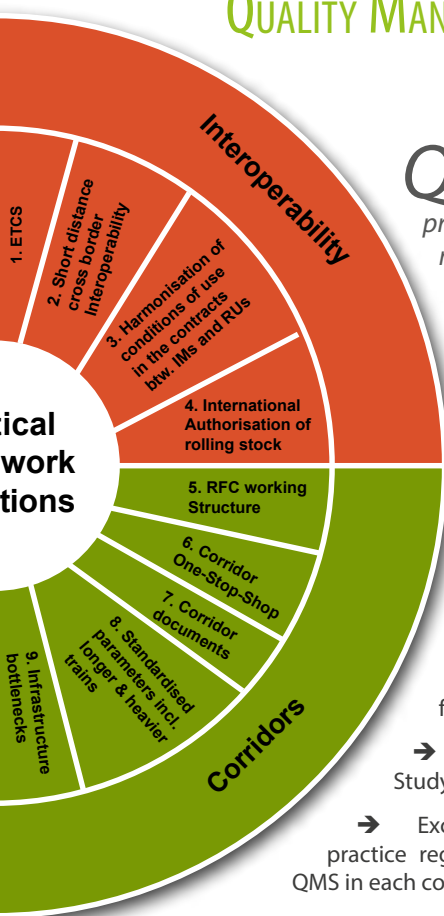 QUALITY MAN
Q
pr
Interoperability
1. ETCS
2. Short distance
cross border
Interoperability
3. Harmonisation of
conditions of use
in the contracts
btw. IMs and RUs
4. International
Authorisation of
rolling stock
tical
work
tions
5. RFC working
Structure
6. Corridor
One-Stop-Shop
7. Corridor
documents
8. Standardised
parameters incl.
longer & heavier
trains
9. Infrastructure
bottlenecks
Corridors
f
➔
Study
➔ Exc
practice reg
QMS in each co